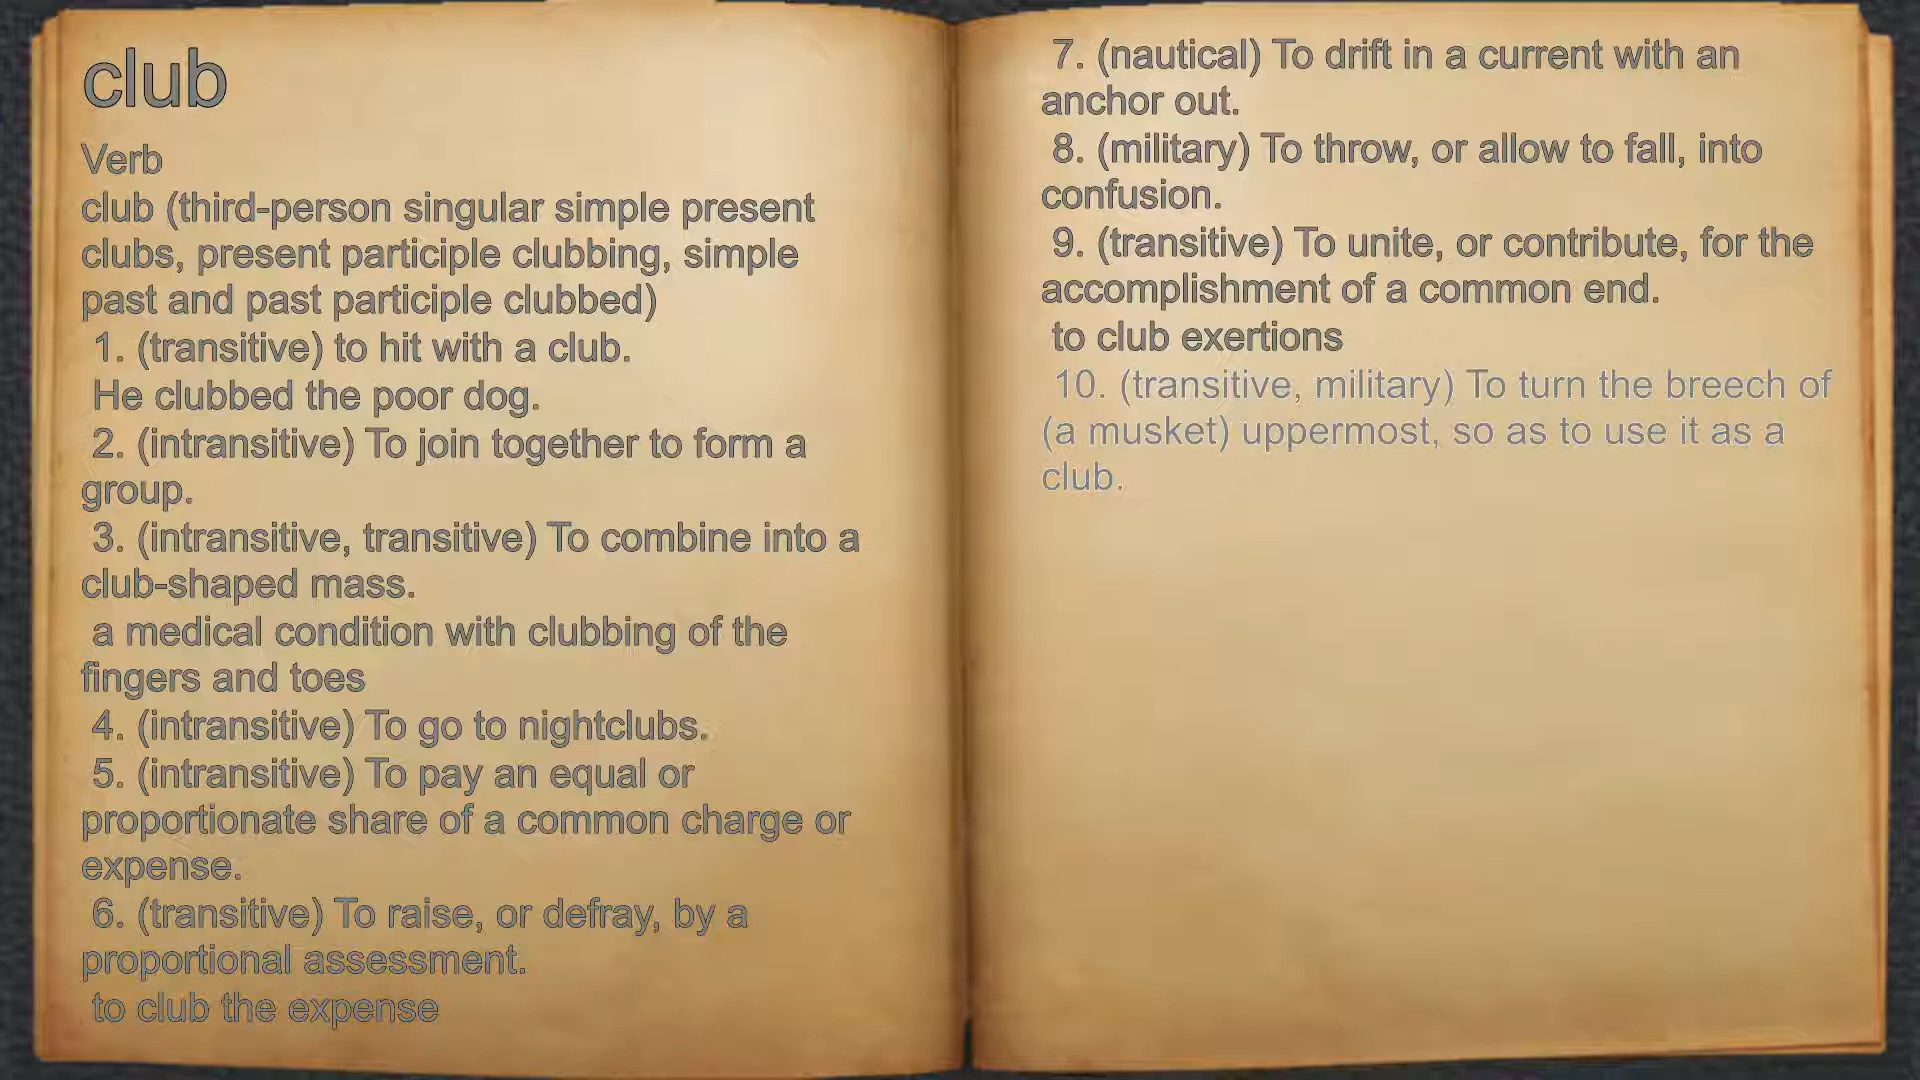 club
Verb
club (third-person singular simple present
clubs, present participle clubbing, simple
past and past participle clubbed)
1. (transitive) to hit with a club.
He clubbed the poor dog.
2. (intransitive) To join together to form a
group.
3. (intransitive, transitive) To combine into a
club-shaped mass.
a medical condition with clubbing of the
fingers and toes
4. (intransitive) To go to nightclubs.
5. (intransitive) To pay an equal or
proportionate share of a common charge or
expense.
6. (transitive) To raise, or defray, by a
proportional assessment.
to club the expense
7. (nautical) To drift in a current with an
anchor out.
8. (military) To throw, or allow to fall, into
confusion.
9. (transitive) To unite, or contribute, for the
accomplishment of a common end.
to club exertions
10. (transitive, military) To turn the breech of
(a musket) uppermost, so as to use it as a
club.